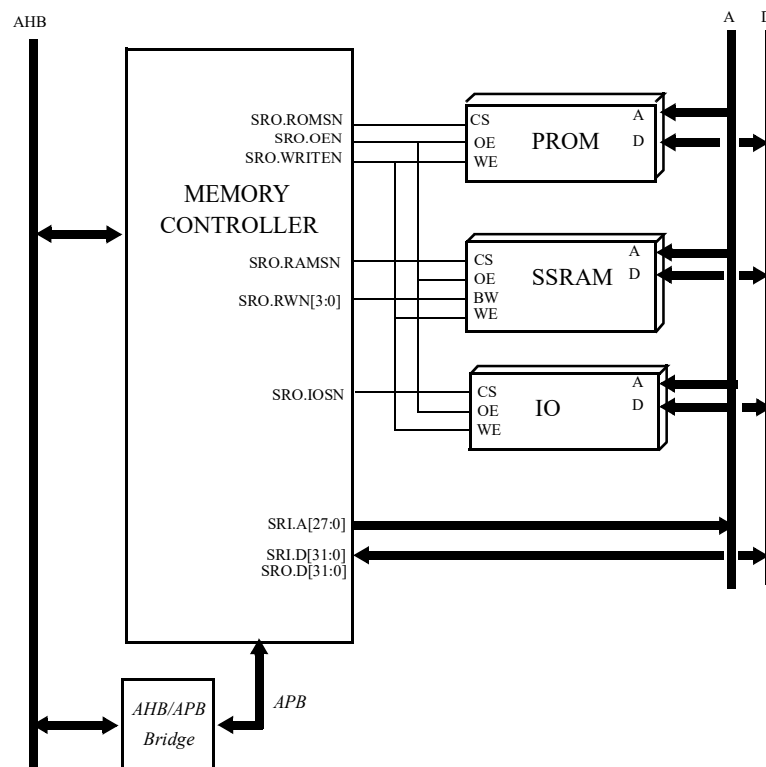 AHB
A
SRO.ROMSN
SRO.OEN
SRO.WRITEN
CS
OE
WE
PROM
A
D
MEMORY
CONTROLLER
SRO.RAMSN
SRO.RWN[3:0]
CS
OE
BW
WE
SSRAM
A
D
SRO.IOSN
CS
OE
WE
IO
A
D
SRI.A[27:0]
SRI.D[31:0]
SRO.D[31:0]
AHB/APB
Bridge
APB